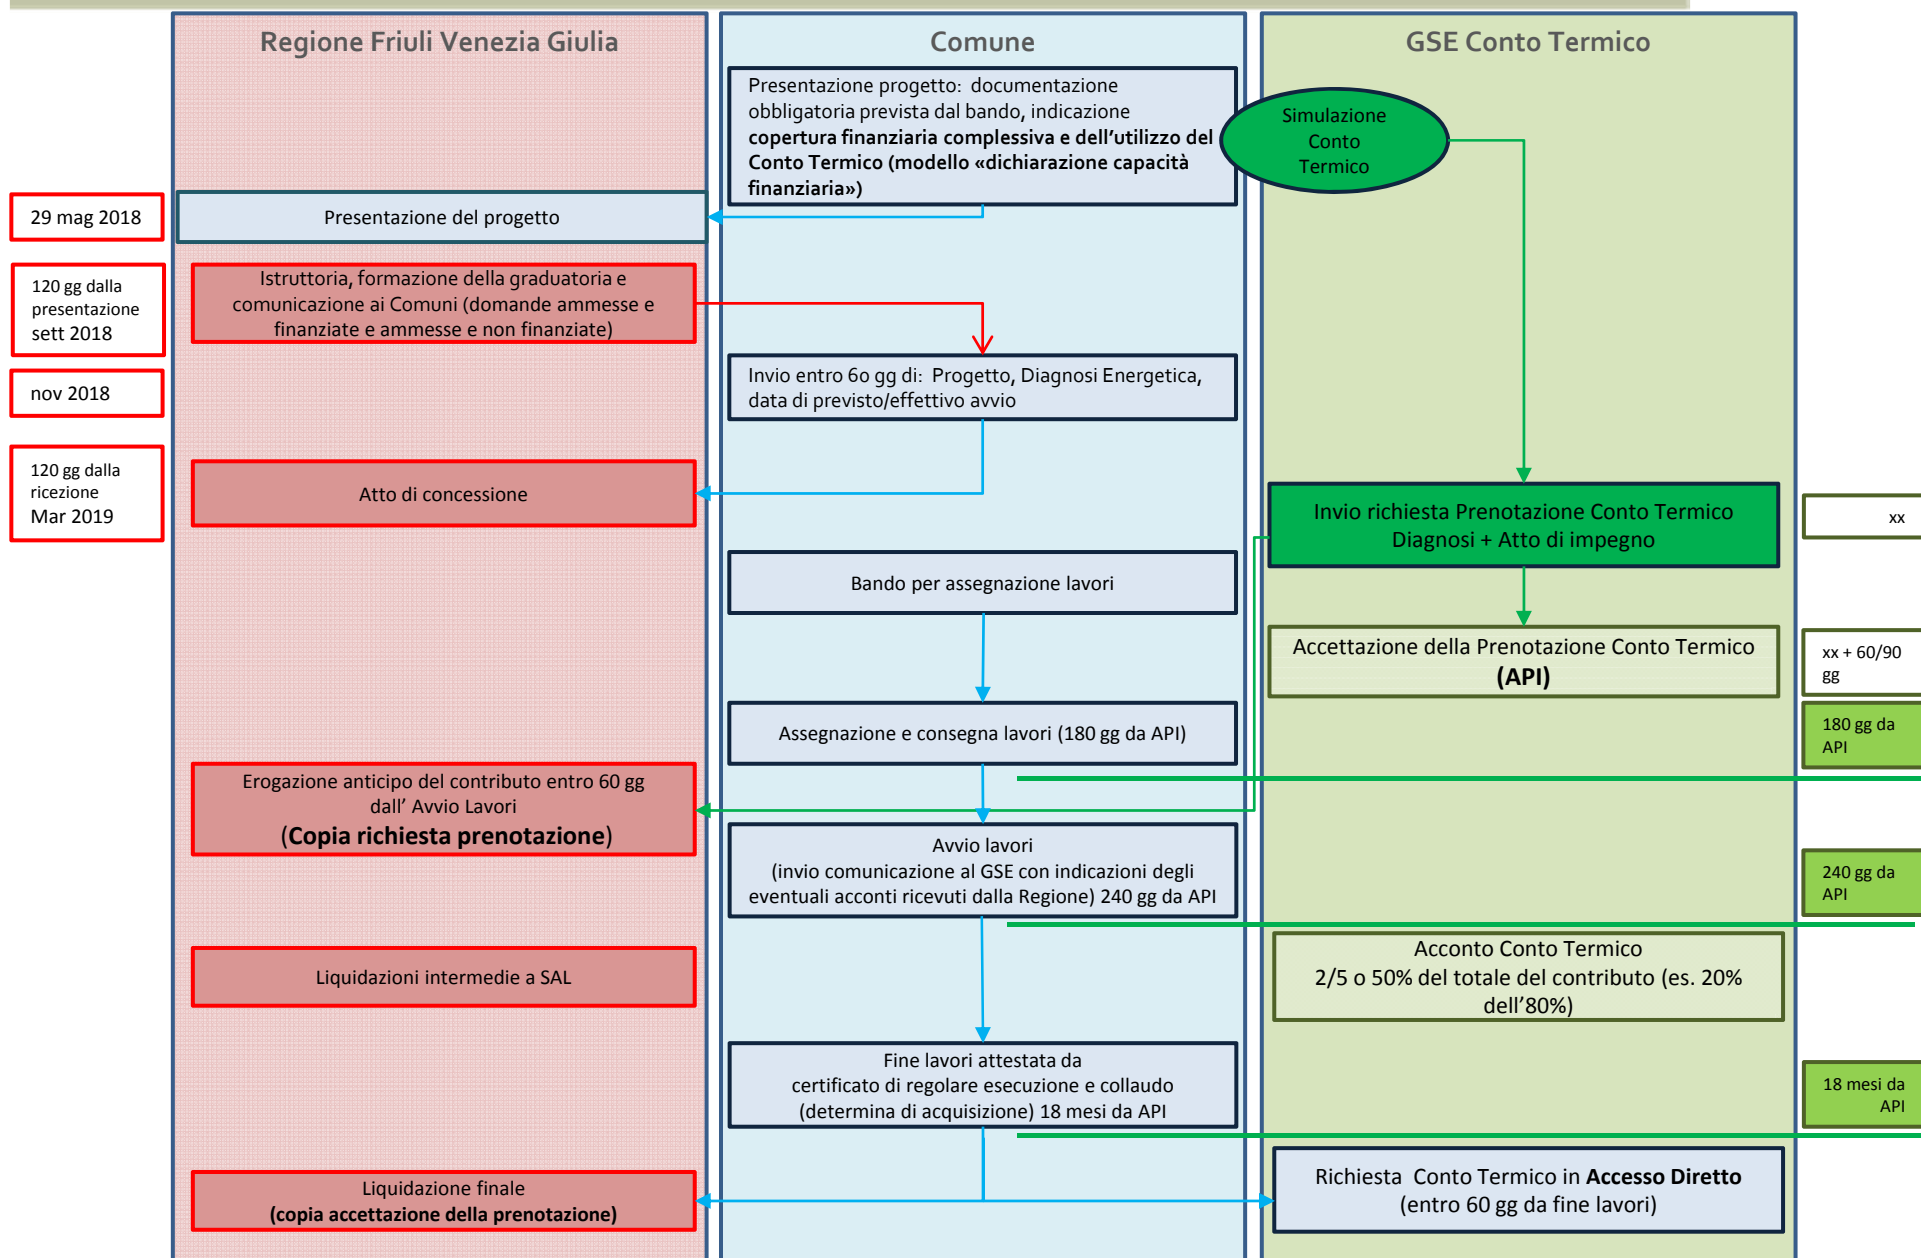 Regione Friuli Venezia Giulia
Comune
GSE Conto Termico
Presentazione progetto: documentazione
obbligatoria prevista dal bando, indicazione
copertura finanziaria complessiva e dell'utilizzo del
Conto Termico (modello «dichiarazione capacità
finanziaria»)
Simulazione
Conto
Termico
29 mag 2018
Presentazione del progetto
120 gg dalla
presentazione
sett 2018
Istruttoria, formazione della graduatoria e
comunicazione ai Comuni (domande ammesse e
finanziate e ammesse e non finanziate)
nov 2018
Invio entro 60 gg di: Progetto, Diagnosi Energetica,
data di previsto/effettivo avvio
120 gg dalla
ricezione
Mar 2019
Atto di concessione
Invio richiesta Prenotazione Conto Termico
Diagnosi + Atto di impegno
xx
Bando per assegnazione lavori
Accettazione della Prenotazione Conto Termico
(API)
xx + 60/90
gg
Assegnazione e consegna lavori (180 gg da API)
180 gg da
API
Erogazione anticipo del contributo entro 60 gg
dall' Avvio Lavori
(Copia richiesta prenotazione)
Avvio lavori
(invio comunicazione al GSE con indicazioni degli
eventuali acconti ricevuti dalla Regione) 240 gg da API
240 gg da
API
Liquidazioni intermedie a SAL
Acconto Conto Termico
2/5 o 50% del totale del contributo (es. 20%
dell'80%)
Fine lavori attestata da
certificato di regolare esecuzione e collaudo
(determina di acquisizione) 18 mesi da API
18 mesi da
API
Liquidazione finale
(copia accettazione della prenotazione)
Richiesta Conto Termico in Accesso Diretto
(entro 60 gg da fine lavori)